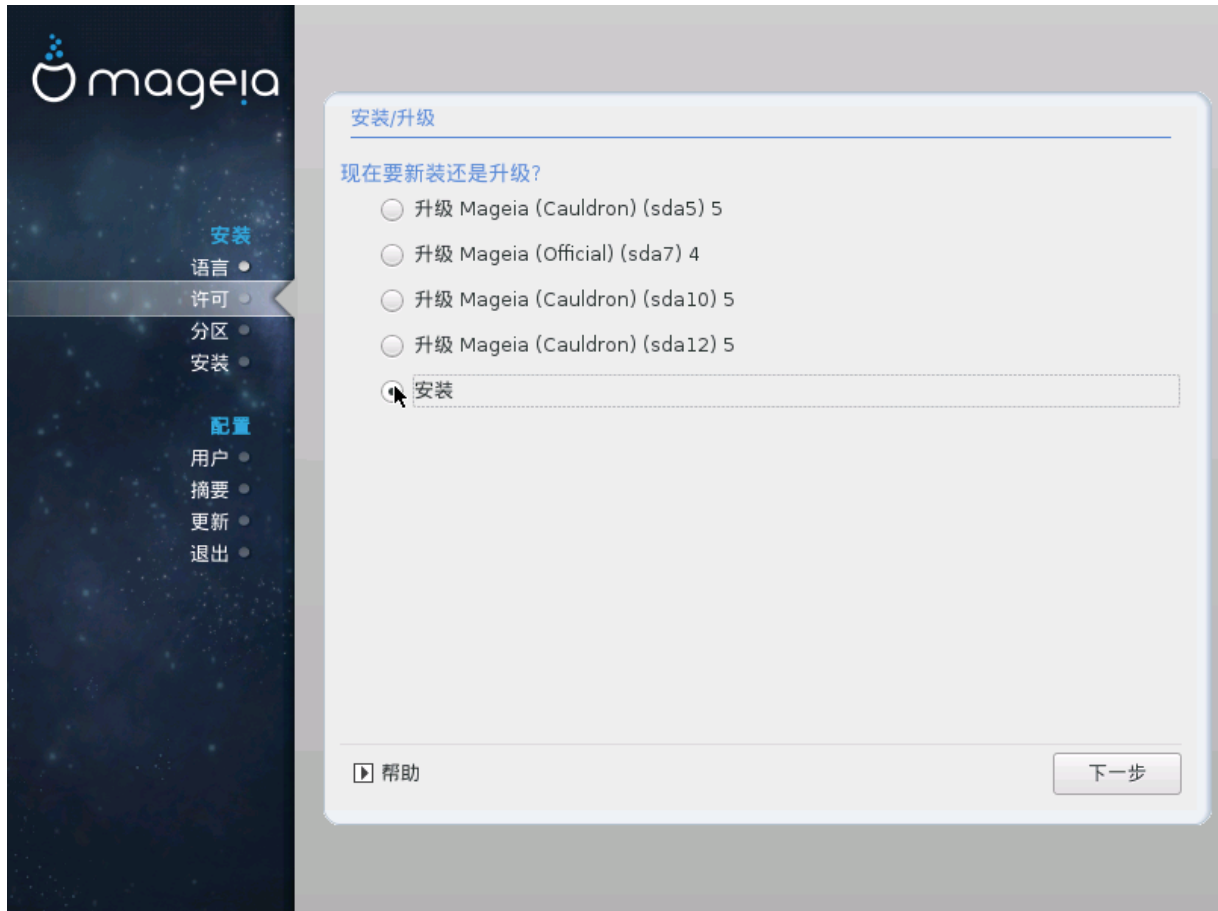 mageia
安装
语言
许可
分区
安装
配置
用户
摘要
更新
退出
安装/升级
现在要新装还是升级?
升级 Mageia (Cauldron) (sda5) 5
升级 Mageia (Official) (sda7) 4
升级 Mageia (Cauldron) (sda10) 5
升级 Mageia (Cauldron) (sda12) 5
安装
帮助
下一步